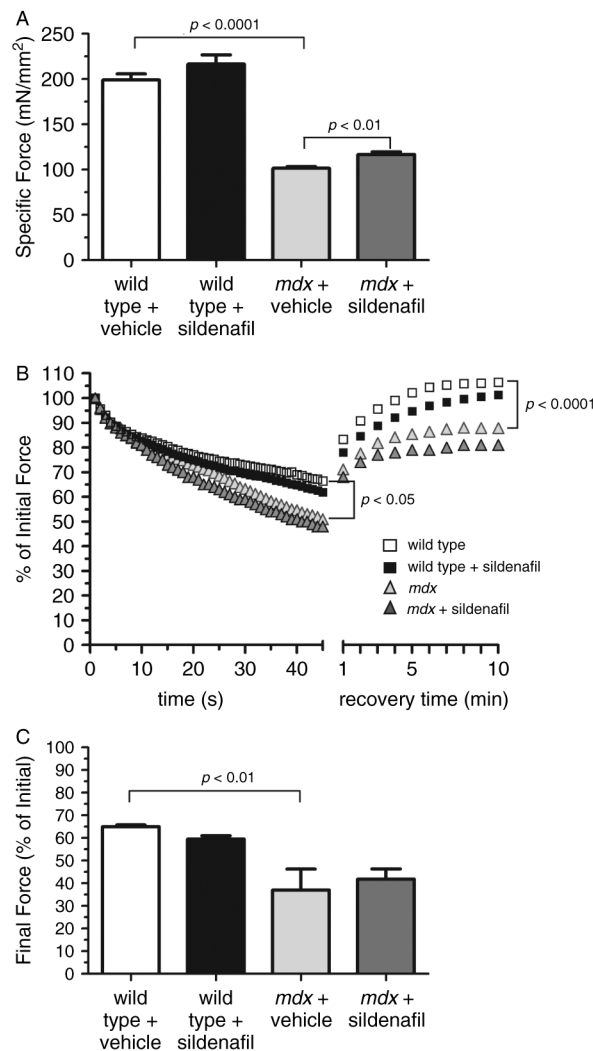 A
p < 0.0001
p < 0.01
Specific Force (mN/mm²)
250
200
150
100
50
0
wild type + vehicle
wild type + sildenafil
mdx + vehicle
mdx + sildenafil
B
% of Initial Force
110
100
90
80
70
60
50
40
30
20
10
0
p < 0.0001
p < 0.05
wild type
wild type + sildenafil
mdx
mdx + sildenafil
0 10 20 30 40
1 5 10
time (s)
recovery time (min)
C
Final Force (% of Initial)
100
90
80
70
60
50
40
30
20
10
0
p < 0.01
wild type + vehicle
wild type + sildenafil
mdx + vehicle
mdx + sildenafil